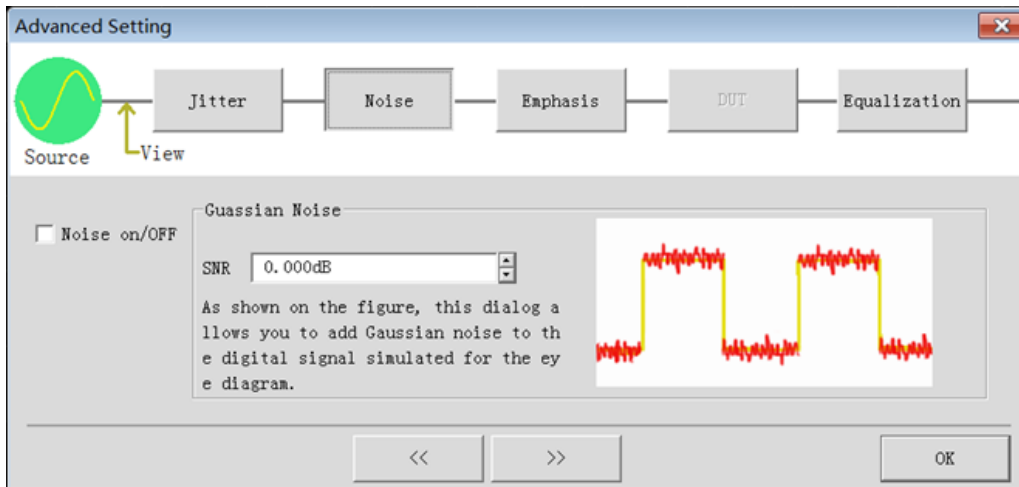 Advanced Setting
Jitter
Noise
Emphasis
DUT
Equalization
Source
View
Noise on/OFF
Guassian Noise
SNR
0.000dB
As shown on the figure, this dialog a
llows you to add Gaussian noise to th
e digital signal simulated for the ey
e diagram.
<<
>>
OK